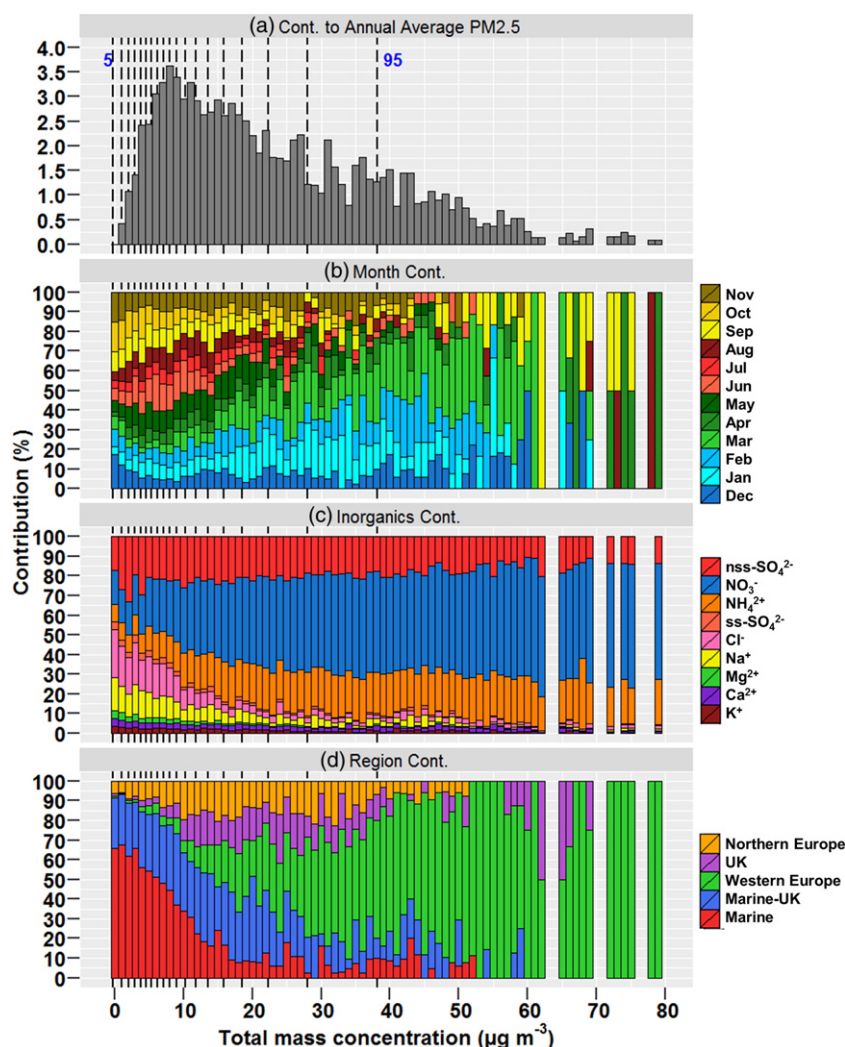 (a) Cont. to Annual Average PM2.5
5
95
4.0
3.5
3.0
2.5
2.0
1.5
1.0
0.5
0.0
(b) Month Cont.
100
90
80
70
60
50
40
30
20
10
0
Nov
Oct
Sep
Aug
Jul
Jun
May
Apr
Mar
Feb
Jan
Dec
Contribution (%)
(c) Inorganics Cont.
100
90
80
70
60
50
40
30
20
10
0
nss-SO₄²⁻
NO₃⁻
NH₄²⁺
ss-SO₄²⁻
Cl⁻
Na⁺
Mg²⁺
Ca²⁺
K⁺
(d) Region Cont.
100
90
80
70
60
50
40
30
20
10
0
Northern Europe
UK
Western Europe
Marine-UK
Marine
0 10 20 30 40 50 60 70 80
Total mass concentration (µg m⁻³)